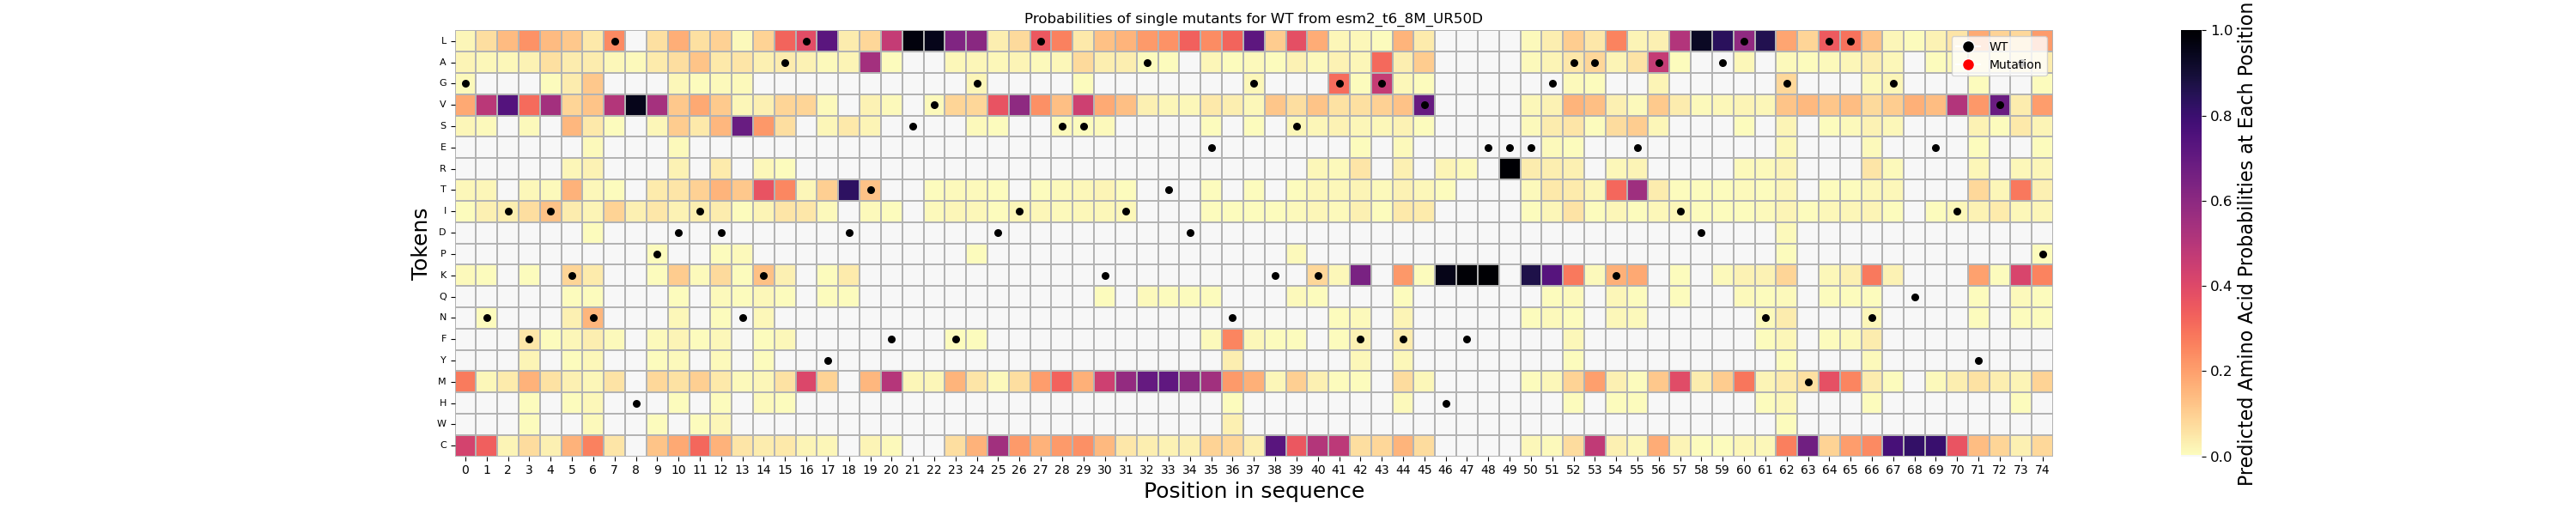 Probabilities of single mutants for WT from esm2_t6_8M_UR50D
L
A
G
V
S
E
R
T
I
D
P
K
Q
N
F
Y
M
H
W
C
Tokens
0 1 2 3 4 5 6 7 8 9 10 11 12 13 14 15 16 17 18 19 20 21 22 23 24 25 26 27 28 29 30 31 32 33 34 35 36 37 38 39 40 41 42 43 44 45 46 47 48 49 50 51 52 53 54 55 56 57 58 59 60 61 62 63 64 65 66 67 68 69 70 71 72 73 74
Position in sequence
WT
Mutation
1.0
0.8
0.6
0.4
0.2
0.0
Predicted Amino Acid Probabilities at Each Position